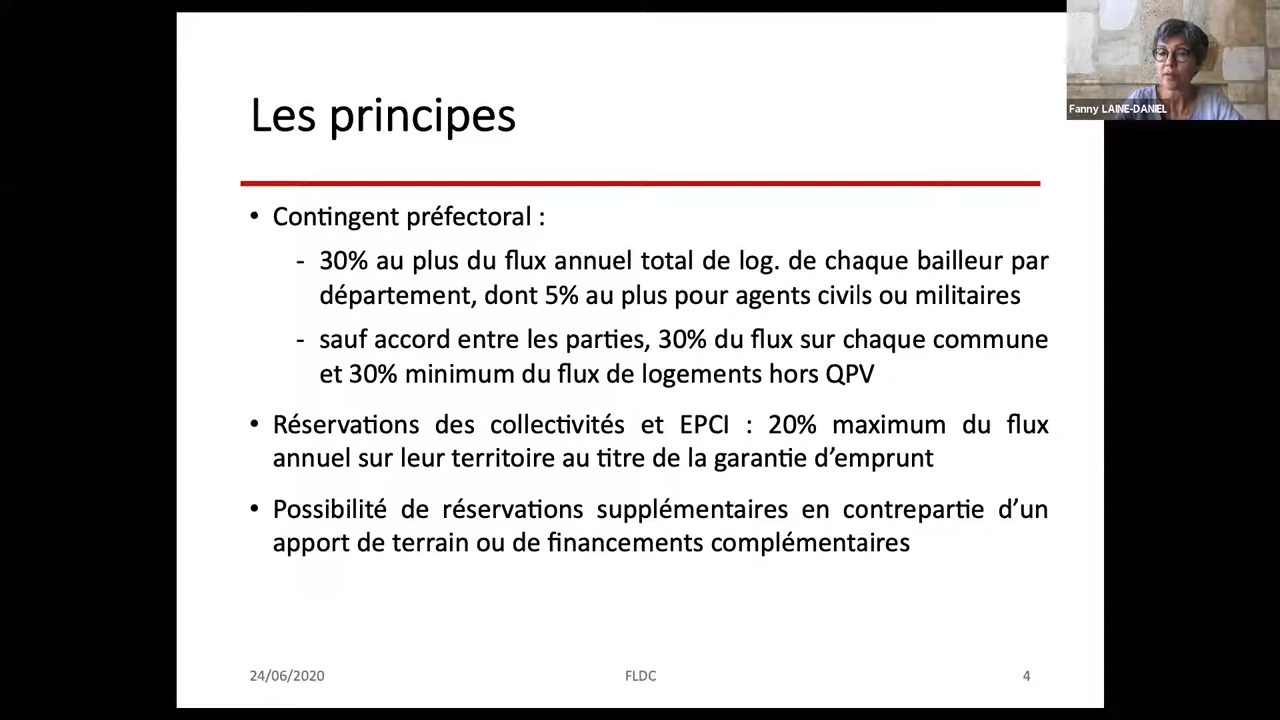 Fanny LAINE-DANIEL
Les principes
• Contingent préfectoral :
- 30% au plus du flux annuel total de log. de chaque bailleur par
département, dont 5% au plus pour agents civils ou militaires
- sauf accord entre les parties, 30% du flux sur chaque commune
et 30% minimum du flux de logements hors QPV
• Réservations des collectivités et EPCI : 20% maximum du flux
annuel sur leur territoire au titre de la garantie d’emprunt
• Possibilité de réservations supplémentaires en contrepartie d’un
apport de terrain ou de financements complémentaires
24/06/2020 FLDC 4